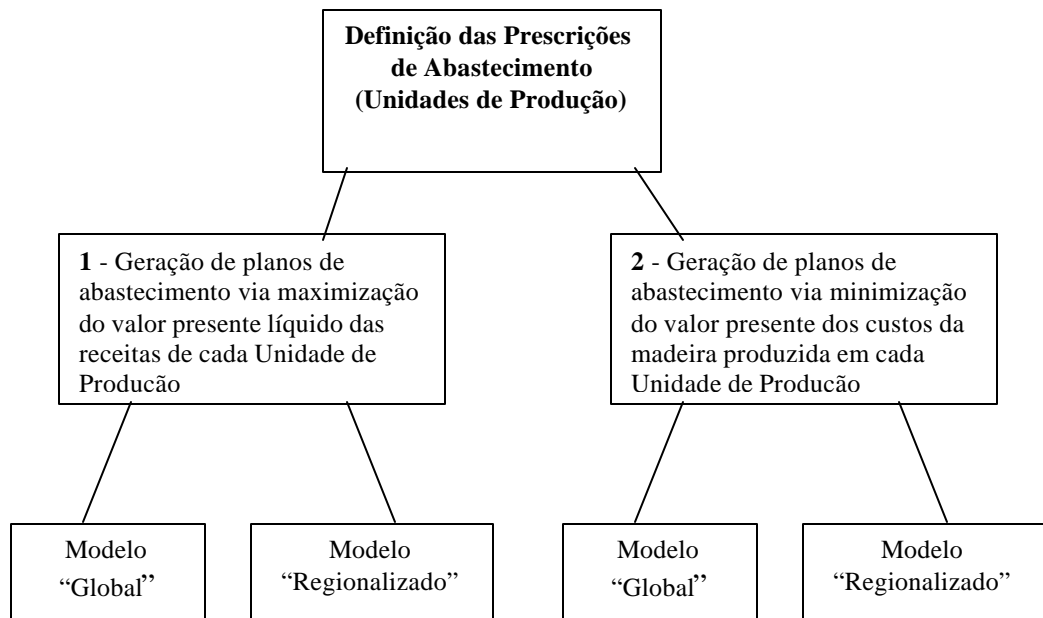 Definição das Prescrições
de Abastecimento
(Unidades de Produção)
1 - Geração de planos de
abastecimento via maximização
do valor presente líquido das
receitas de cada Unidade de
Producão
2 - Geração de planos de
abastecimento via minimização
do valor presente dos custos da
madeira produzida em cada
Unidade de Producão
Modelo
“Global”
Modelo
“Regionalizado”
Modelo
“Global”
Modelo
“Regionalizado”